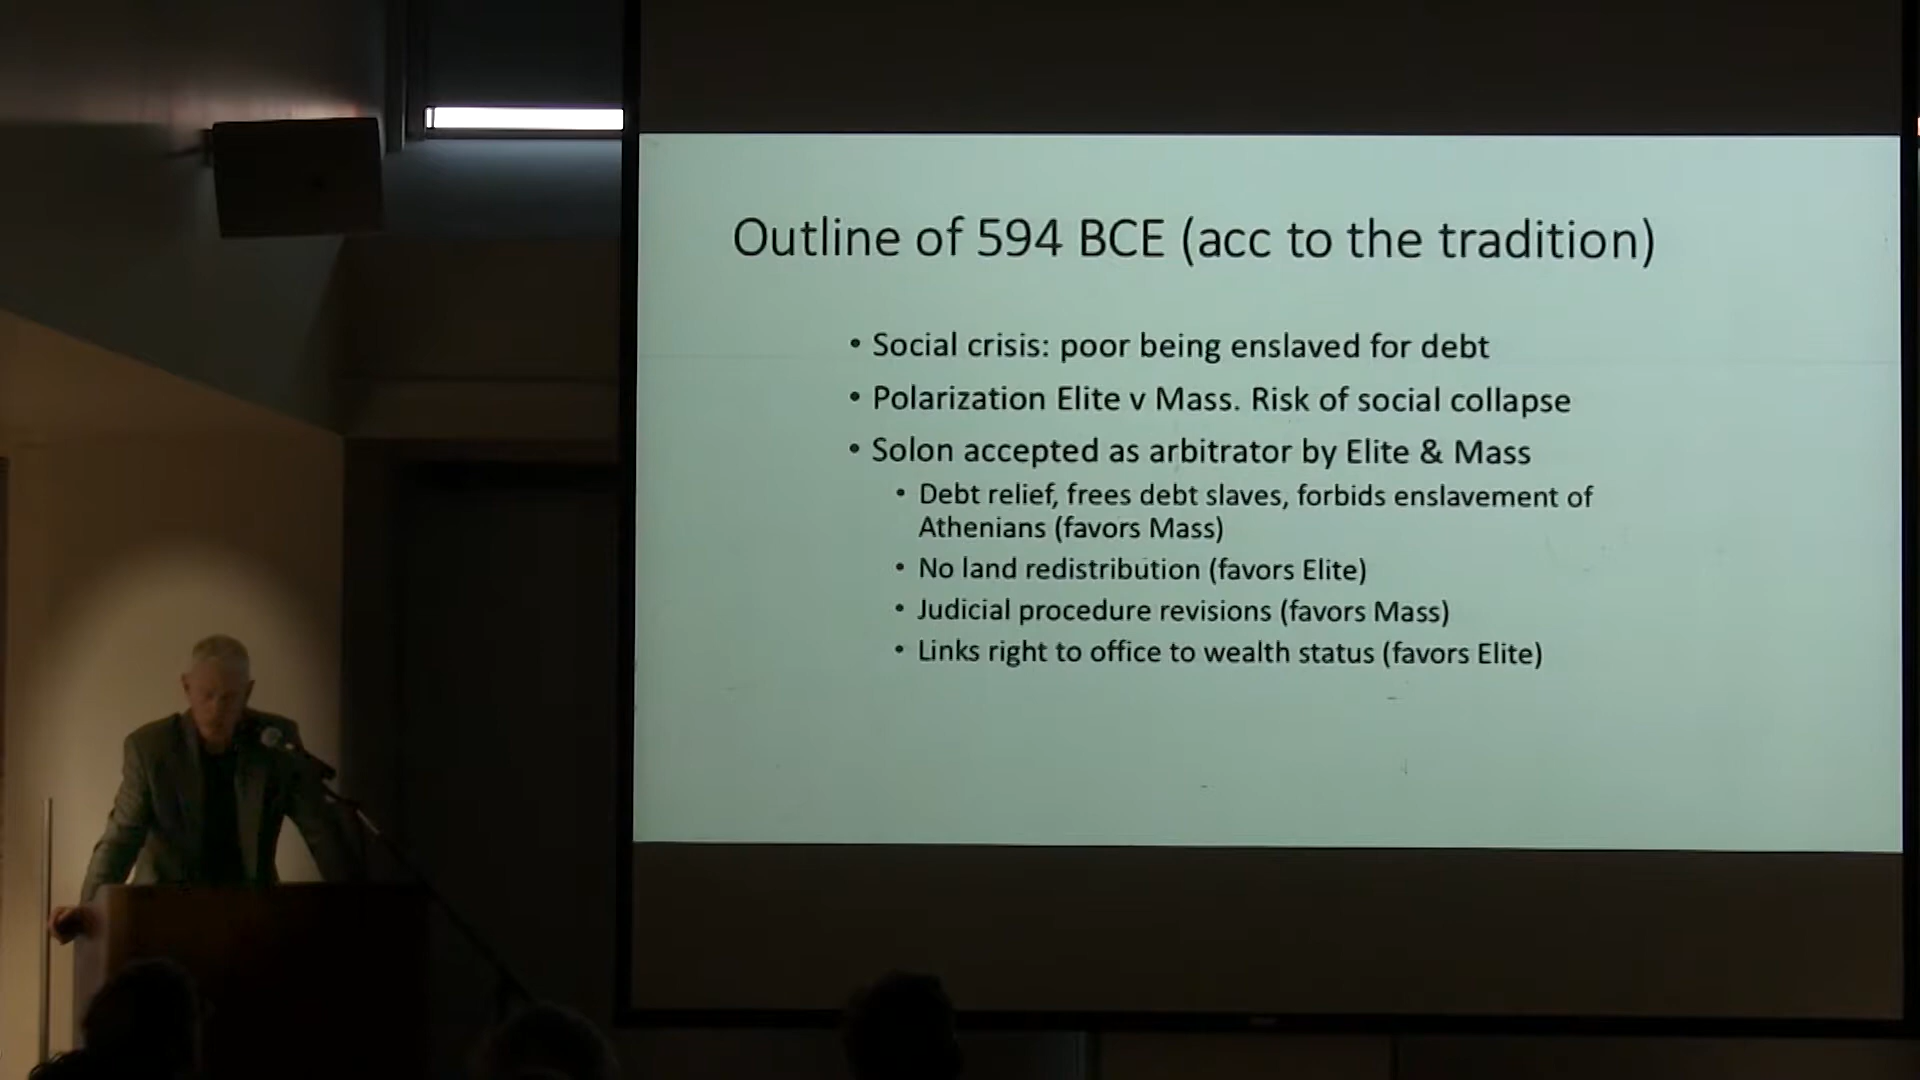 Outline of 594 BCE (acc to the tradition)
• Social crisis: poor being enslaved for debt
• Polarization Elite v Mass. Risk of social collapse
• Solon accepted as arbitrator by Elite & Mass
• Debt relief, frees debt slaves, forbids enslavement of
Athenians (favors Mass)
• No land redistribution (favors Elite)
• Judicial procedure revisions (favors Mass)
• Links right to office to wealth status (favors Elite)